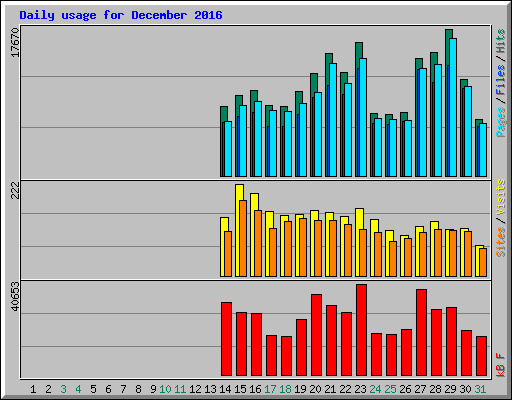 Daily usage for December 2016
17670
222
40653
Pages/Files/Hits
Sites/Visits
kB F
1 2 3 4 5 6 7 8 9 10 11 12 13 14 15 16 17 18 19 20 21 22 23 24 25 26 27 28 29 30 31